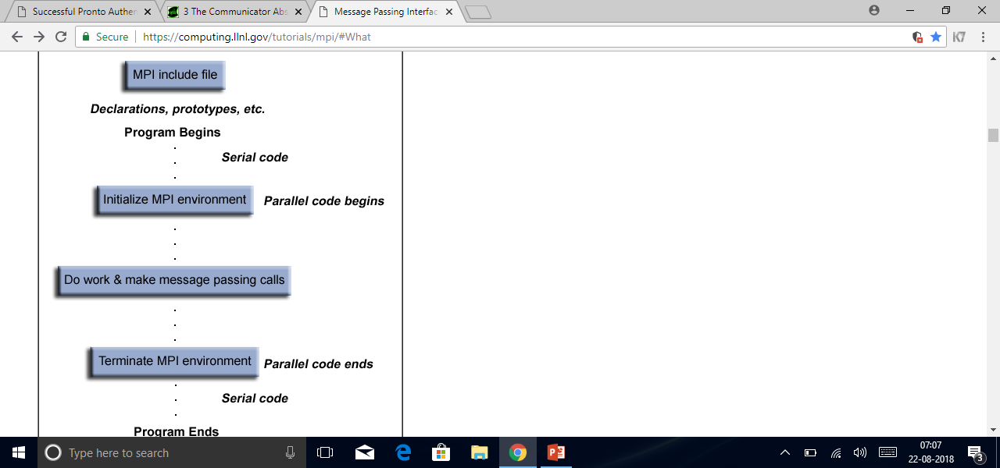 Successful Pronto Auther
3 The Communicator Abs
Message Passing Interfac
Secure
https://computing.llnl.gov/tutorials/mpi/#What
K7
MPI include file
Declarations, prototypes, etc.
Program Begins
Serial code
Initialize MPI environment
Parallel code begins
Do work & make message passing calls
Terminate MPI environment
Parallel code ends
Serial code
Program Ends
Type here to search
07:07
22-08-2018
3